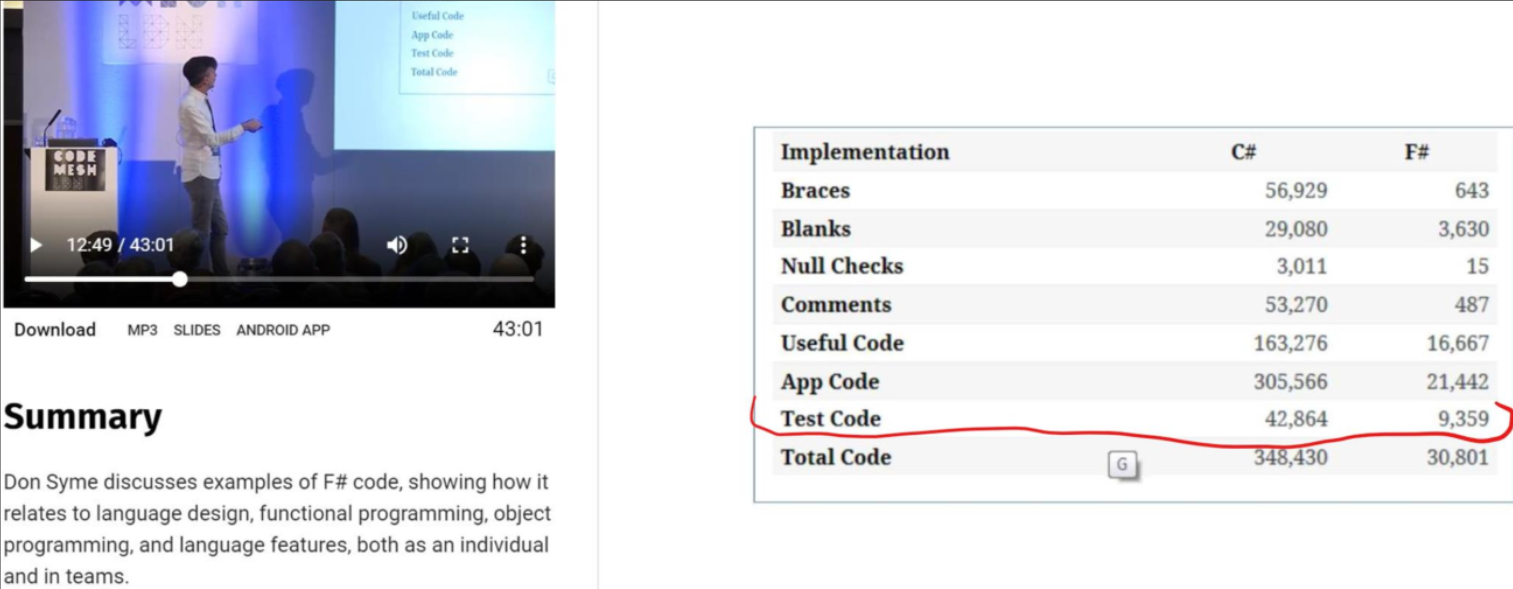 Useful Code
App Code
Test Code
Total Code
CODE
MESH
12:49 / 43:01
Download MP3 SLIDES ANDROID APP 43:01
Summary
Don Syme discusses examples of F# code, showing how it
relates to language design, functional programming, object
programming, and language features, both as an individual
and in teams.
Implementation C# F#
Braces 56,929 643
Blanks 29,080 3,630
Null Checks 3,011 15
Comments 53,270 487
Useful Code 163,276 16,667
App Code 305,566 21,442
Test Code 42,864 9,359
Total Code 348,430 30,801
G